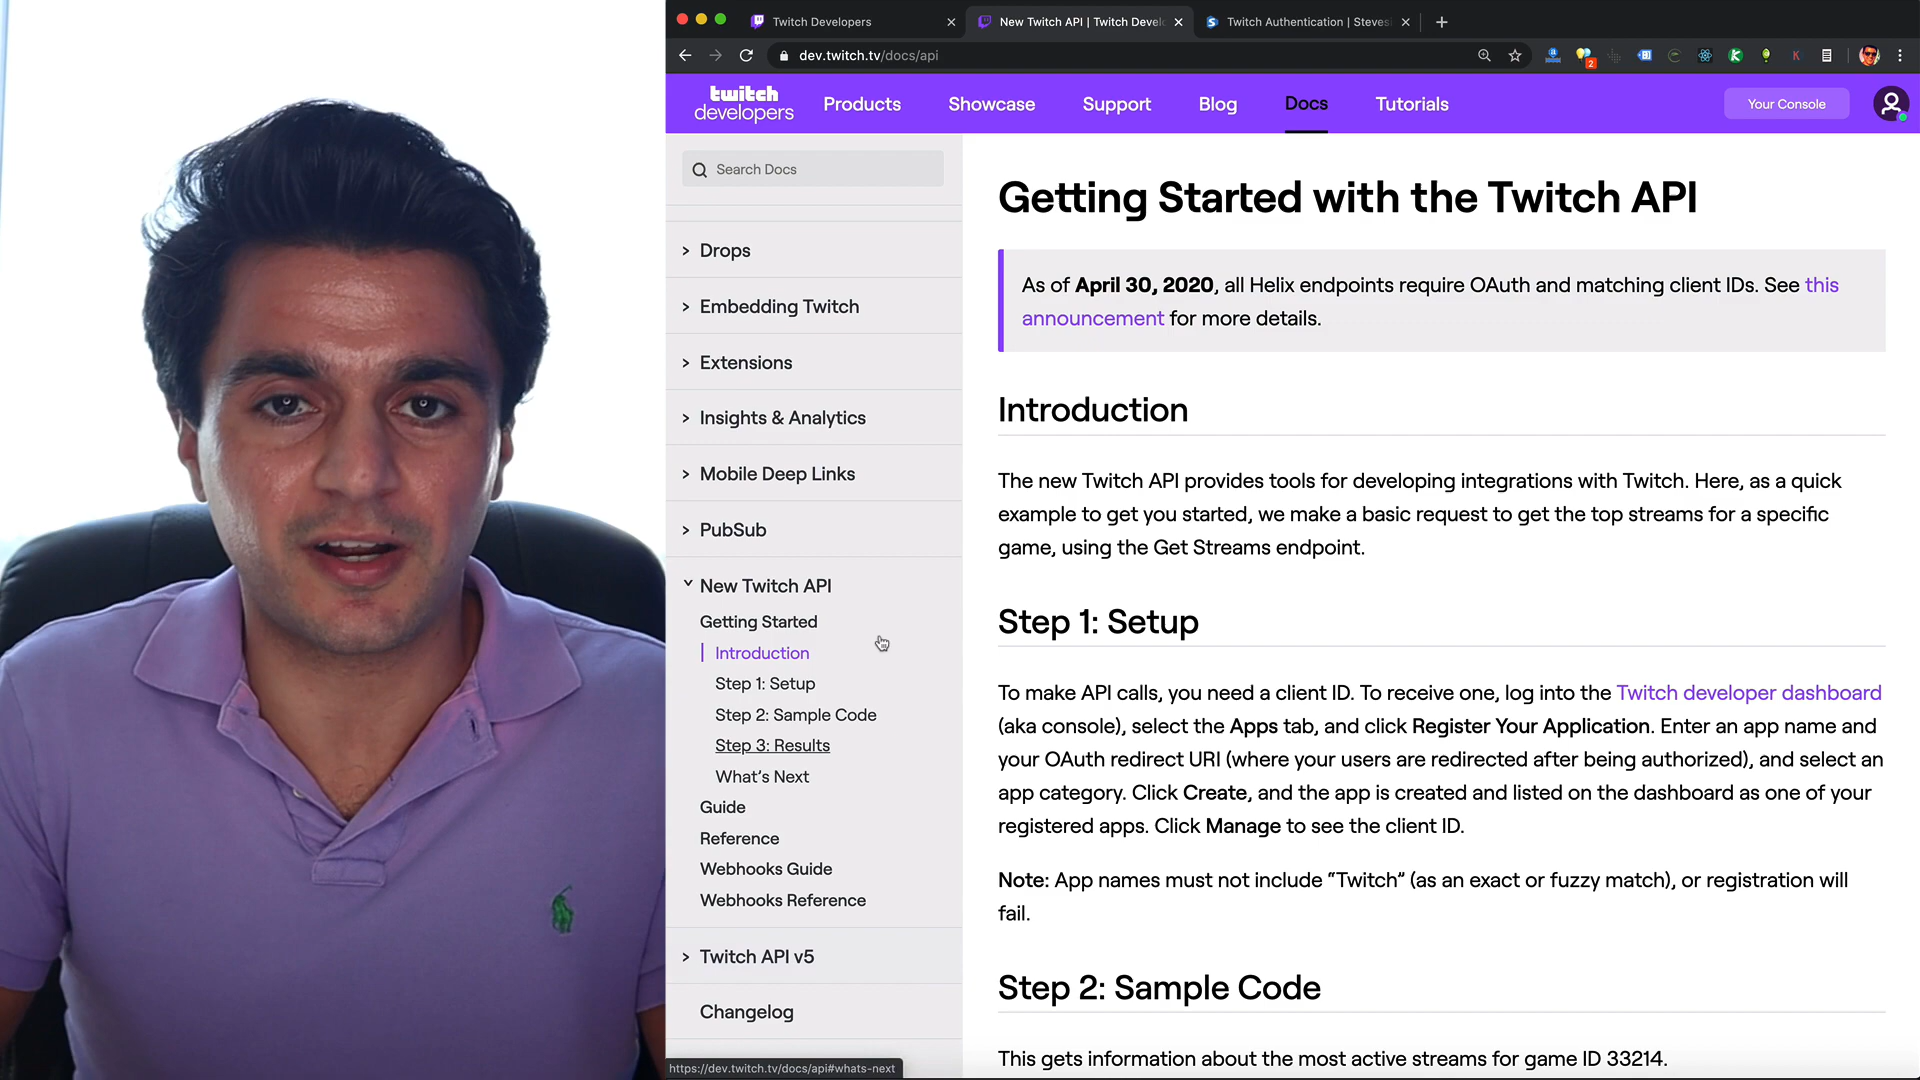 Twitch Developers
New Twitch API | Twitch Devel
Twitch Authentication | Steves
dev.twitch.tv/docs/api
2
twitch
developers
Products
Showcase
Support
Blog
Docs
Tutorials
Your Console
Search Docs
Drops
Embedding Twitch
Extensions
Insights & Analytics
Mobile Deep Links
PubSub
New Twitch API
Getting Started
Introduction
Step 1: Setup
Step 2: Sample Code
Step 3: Results
What's Next
Guide
Reference
Webhooks Guide
Webhooks Reference
Twitch API v5
Changelog
https://dev.twitch.tv/docs/api#whats-next
Getting Started with the Twitch API
As of April 30, 2020, all Helix endpoints require OAuth and matching client IDs. See this
announcement for more details.
Introduction
The new Twitch API provides tools for developing integrations with Twitch. Here, as a quick
example to get you started, we make a basic request to get the top streams for a specific
game, using the Get Streams endpoint.
Step 1: Setup
To make API calls, you need a client ID. To receive one, log into the Twitch developer dashboard
(aka console), select the Apps tab, and click Register Your Application. Enter an app name and
your OAuth redirect URI (where your users are redirected after being authorized), and select an
app category. Click Create, and the app is created and listed on the dashboard as one of your
registered apps. Click Manage to see the client ID.
Note: App names must not include “Twitch” (as an exact or fuzzy match), or registration will
fail.
Step 2: Sample Code
This gets information about the most active streams for game ID 33214.